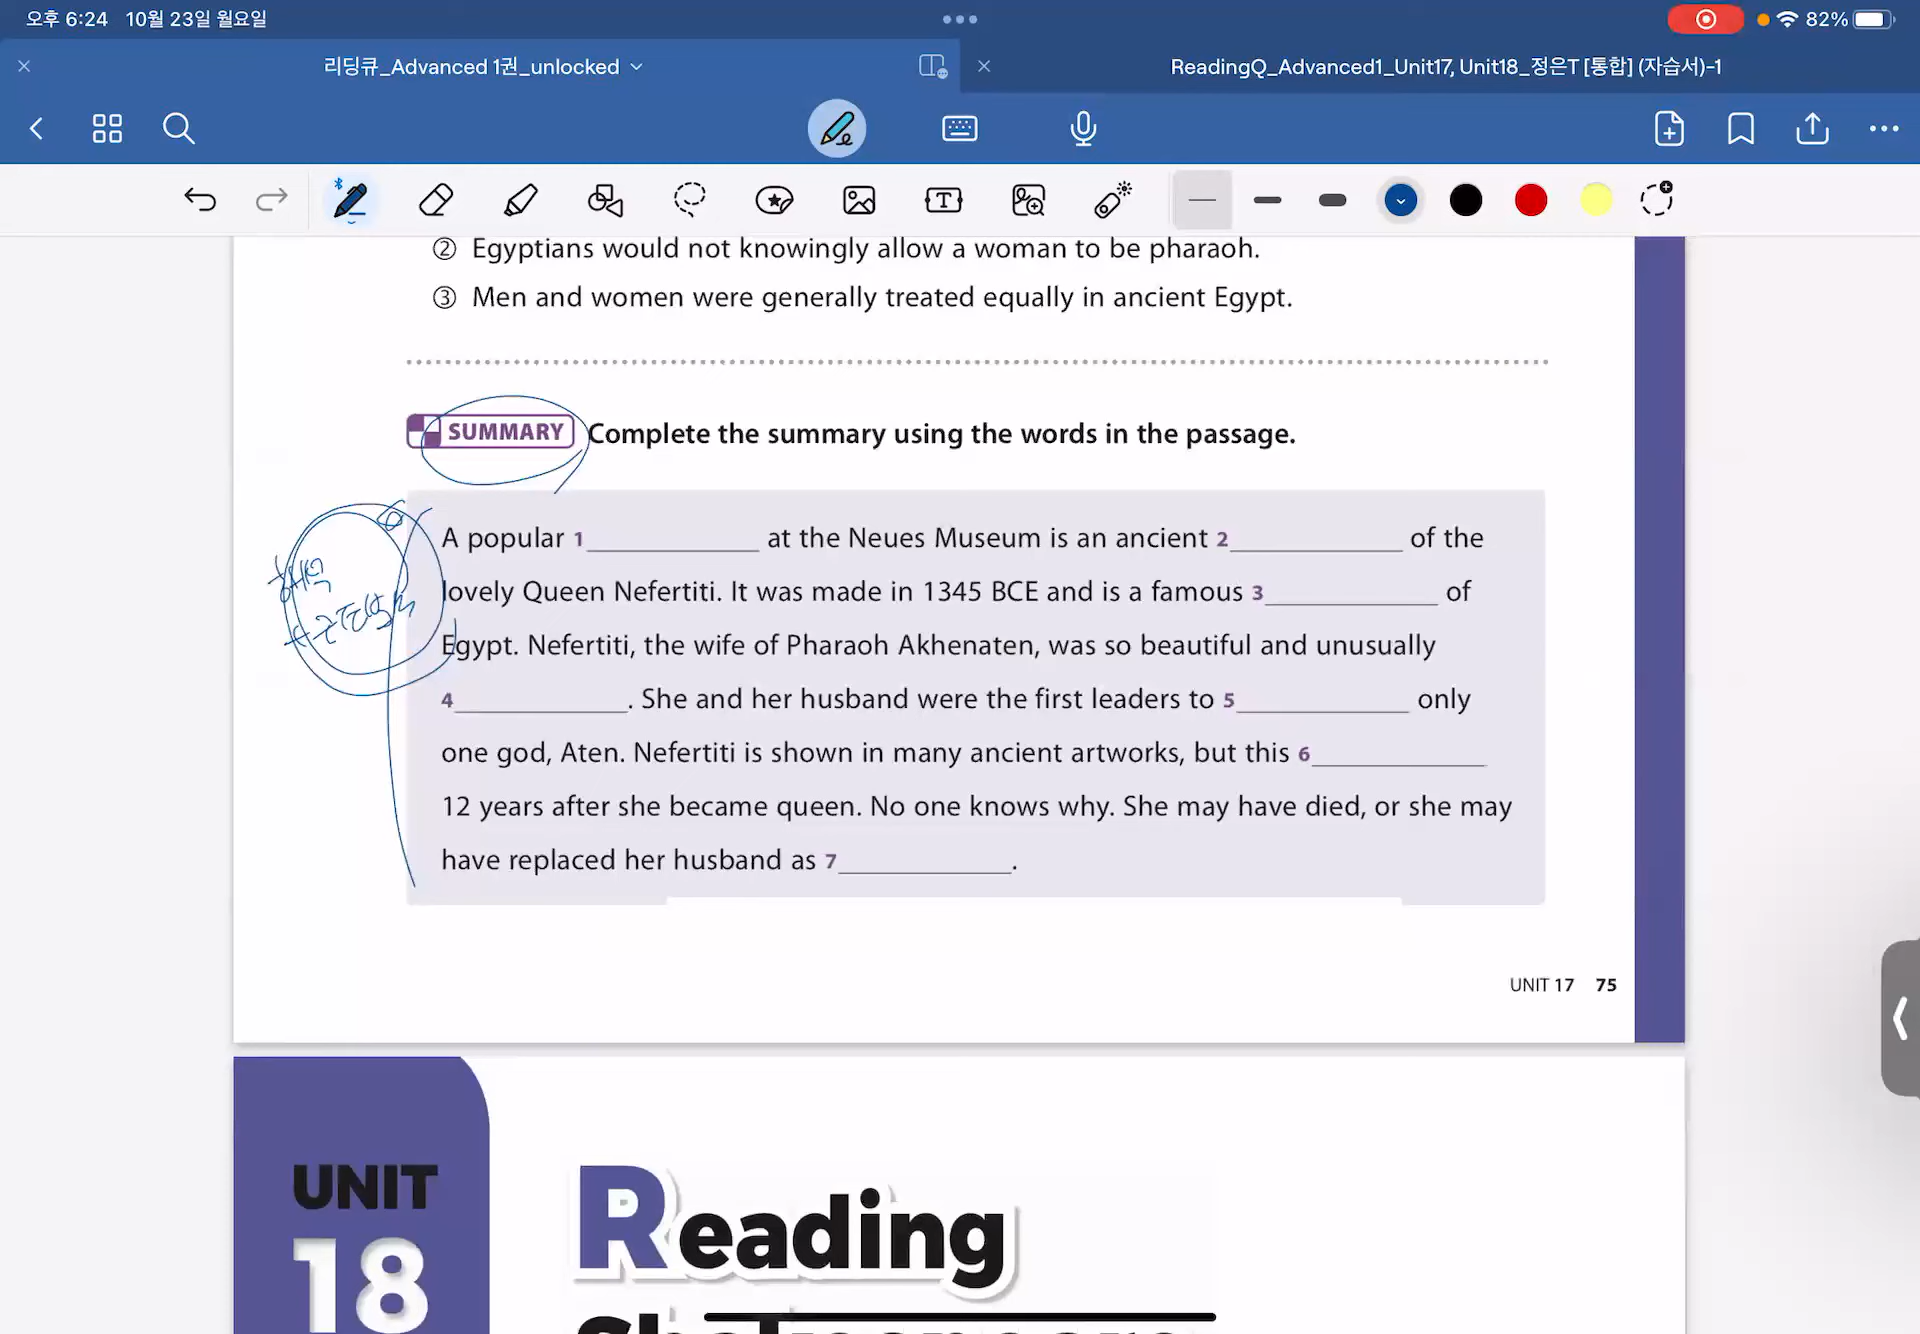 오후 6:24 10월 23일 월요일
82%
리딩큐_Advanced 1권_unlocked
ReadingQ_Advanced1_Unit17, Unit18_정은T [통합] (자습서)-1
② Egyptians would not knowingly allow a woman to be pharaoh.
③ Men and women were generally treated equally in ancient Egypt.
SUMMARY Complete the summary using the words in the passage.
A popular 1____________ at the Neues Museum is an ancient 2____________ of the
lovely Queen Nefertiti. It was made in 1345 BCE and is a famous 3____________ of
Egypt. Nefertiti, the wife of Pharaoh Akhenaten, was so beautiful and unusually
4____________. She and her husband were the first leaders to 5____________ only
one god, Aten. Nefertiti is shown in many ancient artworks, but this 6____________
12 years after she became queen. No one knows why. She may have died, or she may
have replaced her husband as 7____________.
UNIT 17 75
UNIT
18
Reading